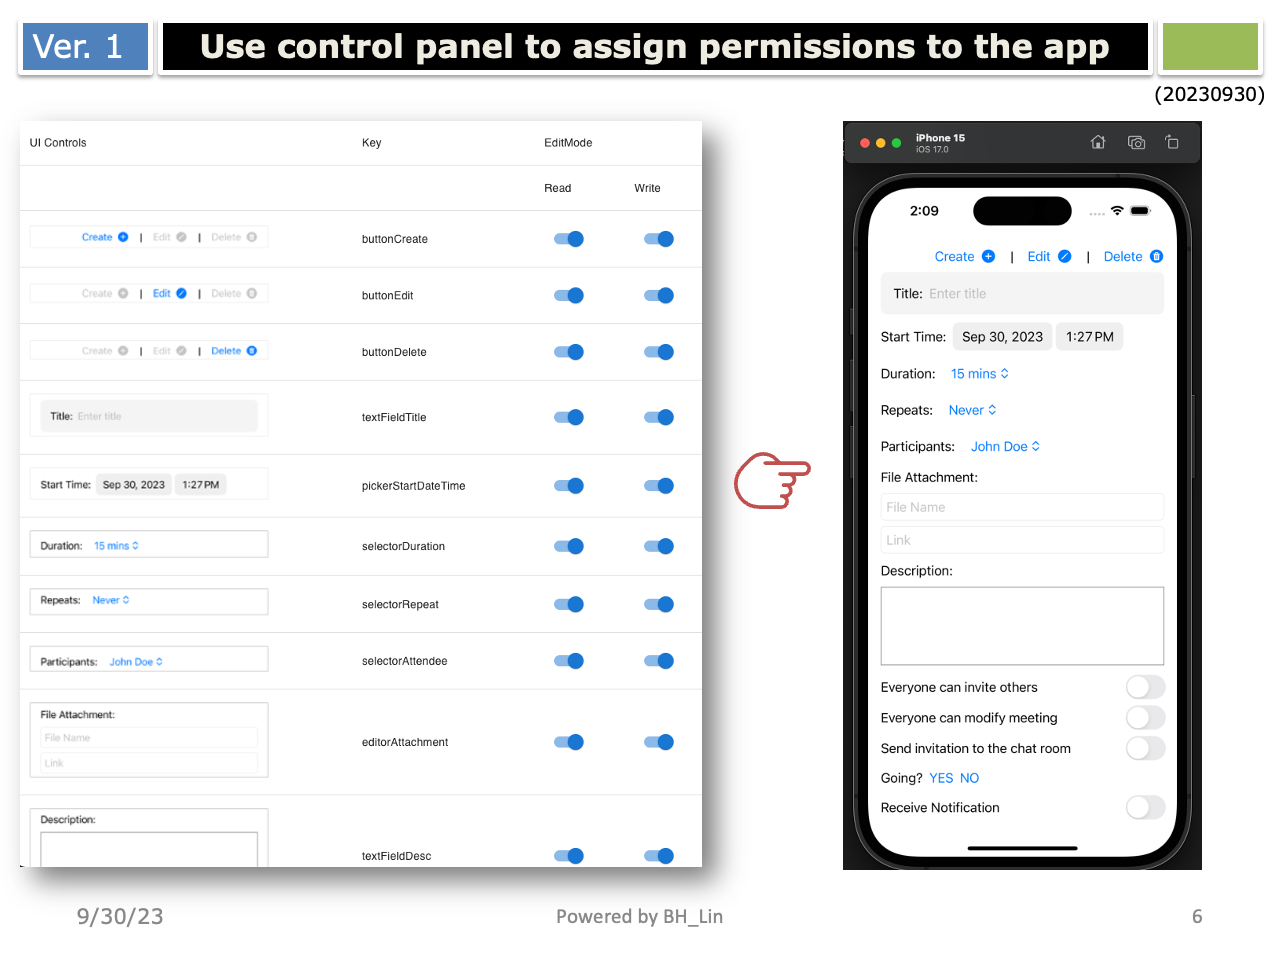 Ver. 1
Use control panel to assign permissions to the app
(20230930)
UI Controls
Key
EditMode
Read
Write
Create | Edit | Delete
buttonCreate
Create | Edit | Delete
buttonEdit
Create | Edit | Delete
buttonDelete
Title: Enter title
textFieldTitle
Start Time: Sep 30, 2023 1:27 PM
pickerStartDateTime
Duration: 15 mins
selectorDuration
Repeats: Never
selectorRepeat
Participants: John Doe
selectorAttendee
File Attachment:
File Name
Link
editorAttachment
Description:
textFieldDesc
iPhone 15
iOS 17.0
2:09
Create | Edit | Delete
Title: Enter title
Start Time: Sep 30, 2023 1:27 PM
Duration: 15 mins
Repeats: Never
Participants: John Doe
File Attachment:
File Name
Link
Description:
Everyone can invite others
Everyone can modify meeting
Send invitation to the chat room
Going? YES NO
Receive Notification
9/30/23
Powered by BH_Lin
6